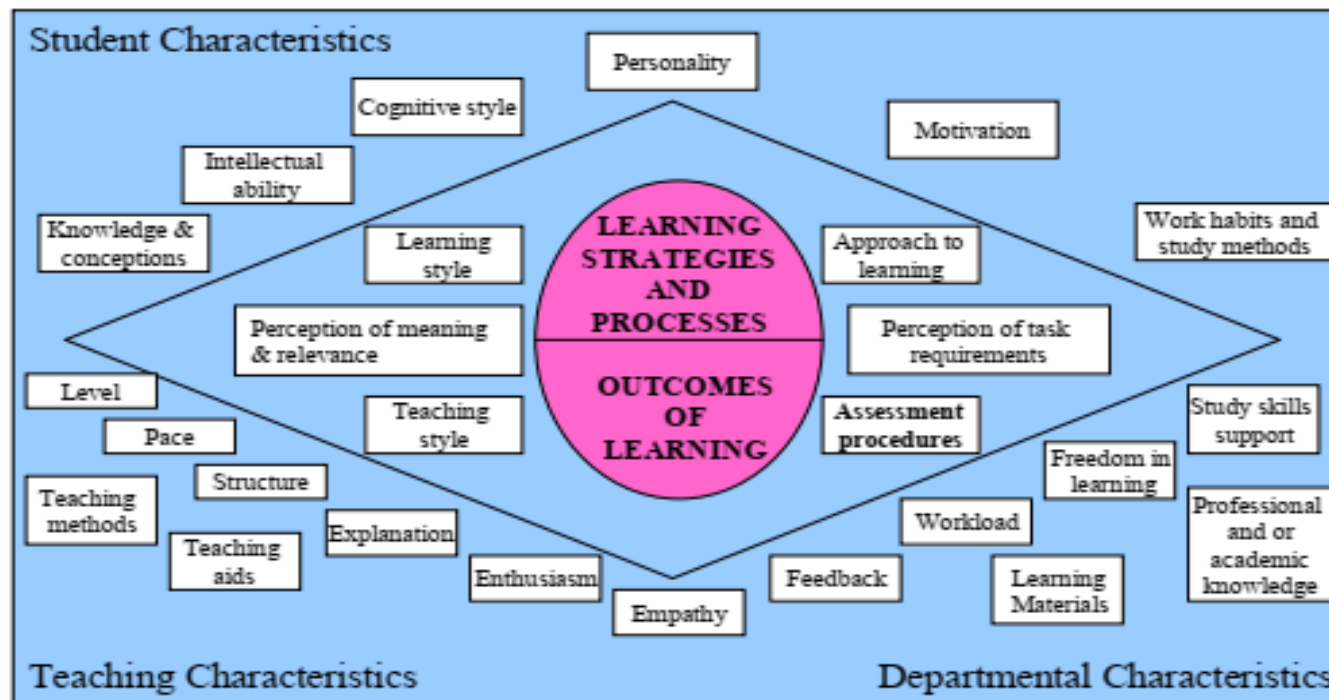 Student Characteristics
Personality
Cognitive style
Motivation
Intellectual
ability
Knowledge &
conceptions
Work habits and
study methods
Learning
style
LEARNING
STRATEGIES
AND
PROCESSES
Approach to
learning
Perception of meaning
& relevance
Perception of task
requirements
Level
Pace
Teaching
style
OUTCOMES
OF
LEARNING
Assessment
procedures
Study skills
support
Structure
Freedom in
learning
Teaching
methods
Explanation
Workload
Professional
and or
academic
knowledge
Teaching
aids
Enthusiasm
Empathy
Feedback
Learning
Materials
Teaching Characteristics
Departmental Characteristics